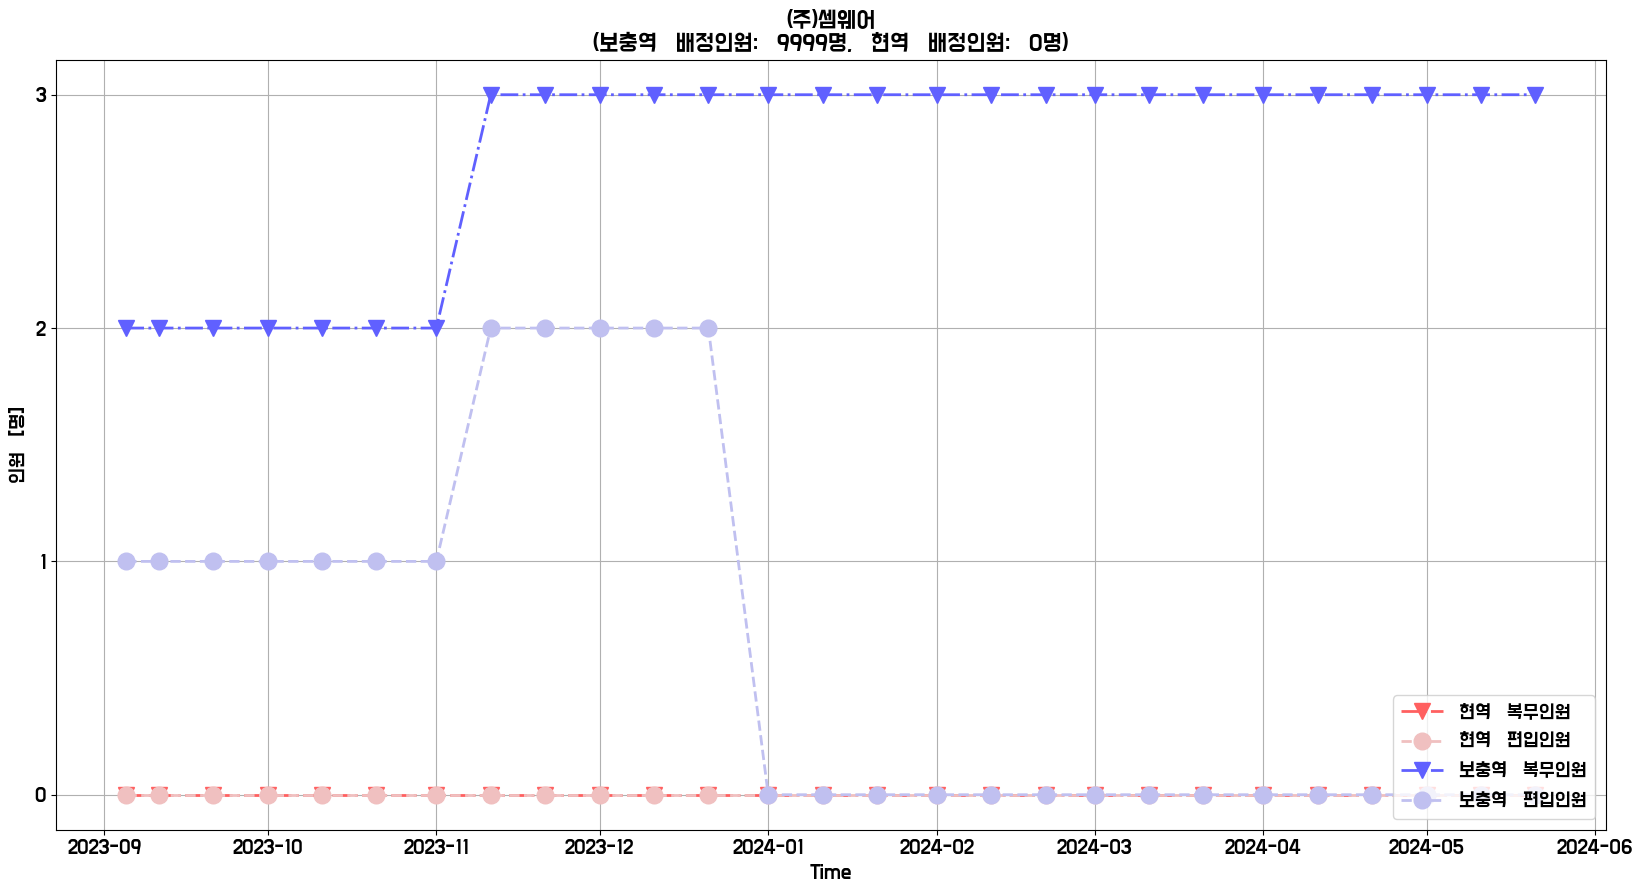 (주)셈웨어
(보충역 배정인원: 9999명, 현역 배정인원: 0명)
인원 [명]
3
2
1
0
2023-09 2023-10 2023-11 2023-12 2024-01 2024-02 2024-03 2024-04 2024-05 2024-06
Time
현역 복무인원
현역 편입인원
보충역 복무인원
보충역 편입인원